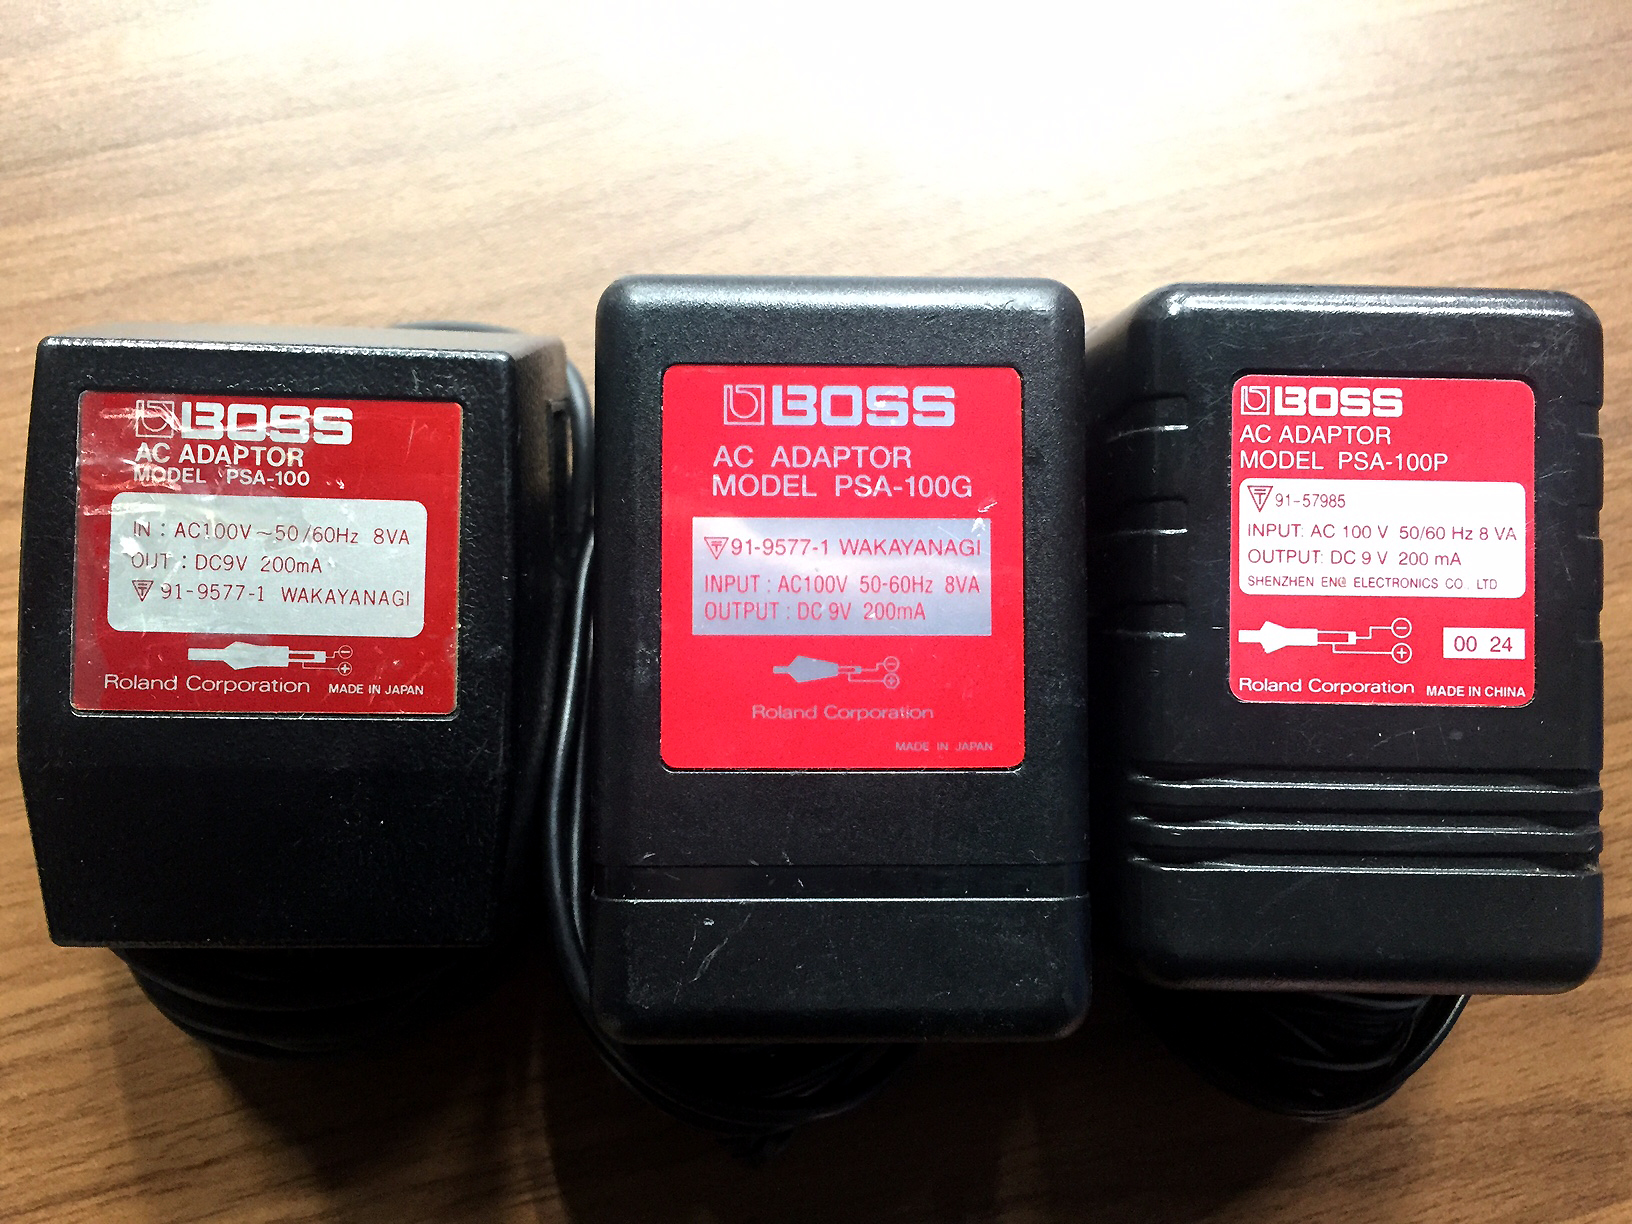 BOSS
AC ADAPTOR
MODEL PSA-100
IN : AC100V~50/60Hz 8VA
OUT : DC9V 200mA
91-9577-1 WAKAYANAGI
Roland Corporation MADE IN JAPAN
BOSS
AC ADAPTOR
MODEL PSA-100G
91-9577-1 WAKAYANAGI
INPUT : AC100V 50-60Hz 8VA
OUTPUT : DC 9V 200mA
Roland Corporation
MADE IN JAPAN
BOSS
AC ADAPTOR
MODEL PSA-100P
91-57985
INPUT: AC 100 V 50/60 Hz 8 VA
OUTPUT: DC 9 V 200 mA
SHENZHEN ENG ELECTRONICS CO. LTD
00 24
Roland Corporation MADE IN CHINA